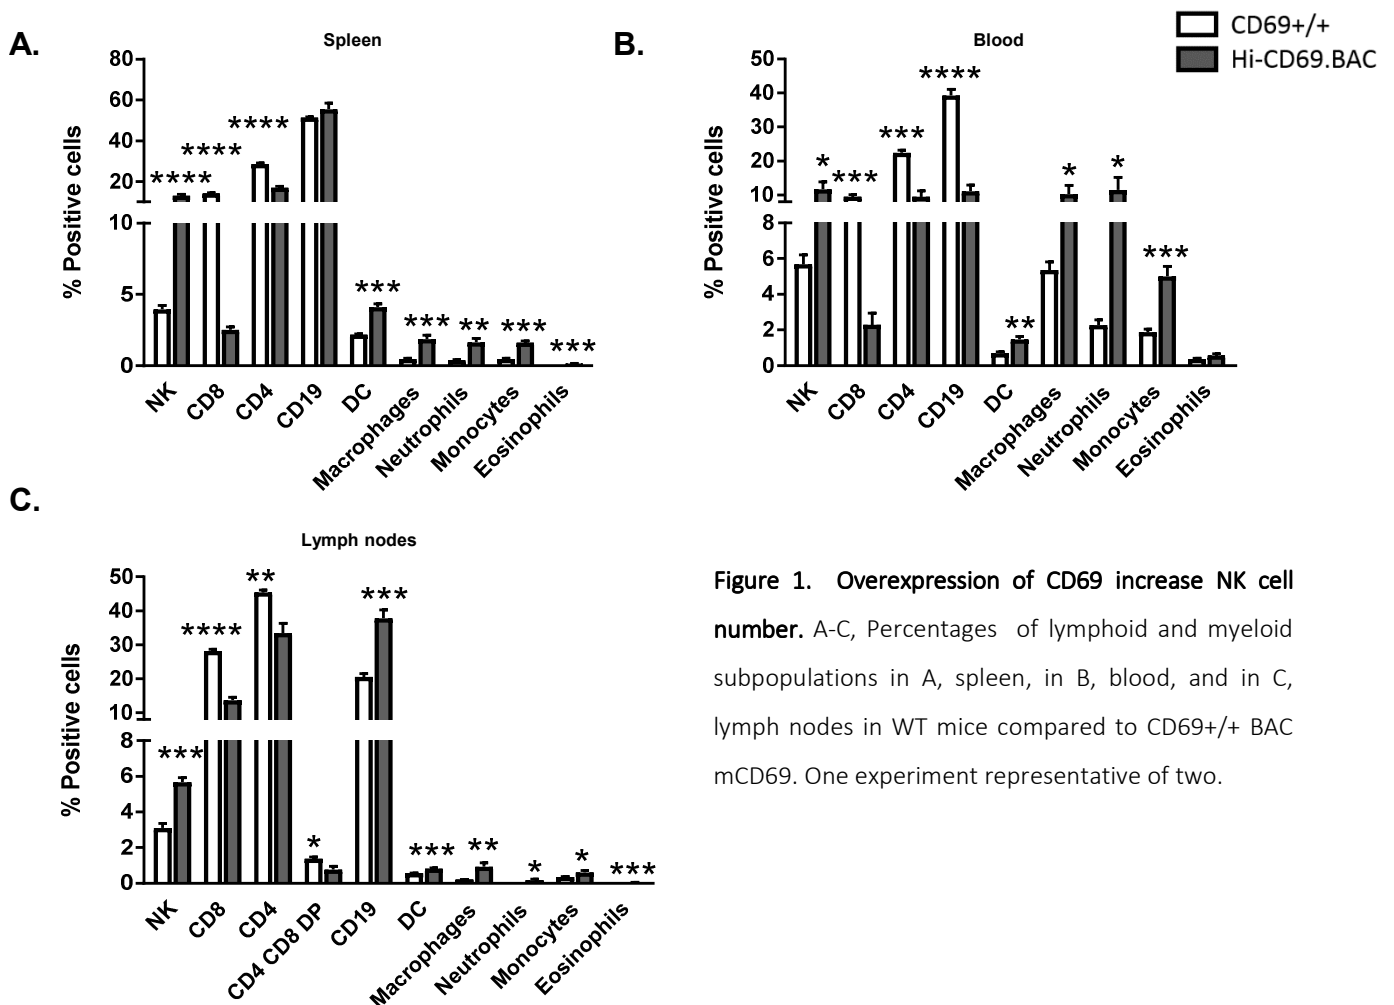 CD69+/+
Hi-CD69.BAC
A.
Spleen
% Positive cells
80
60
40
20
10
5
0
****
****
****
***
***
**
***
***
NK
CD8
CD4
CD19
DC
Macrophages
Neutrophils
Monocytes
Eosinophils
B.
Blood
% Positive cells
50
40
30
20
10
8
6
4
2
0
*
***
***
****
**
*
*
***
NK
CD8
CD4
CD19
DC
Macrophages
Neutrophils
Monocytes
Eosinophils
C.
Lymph nodes
% Positive cells
50
40
30
20
10
8
6
4
2
0
***
****
**
*
***
***
**
*
*
***
NK
CD8
CD4
CD4 CD8 DP
CD19
DC
Macrophages
Neutrophils
Monocytes
Eosinophils
Figure 1. Overexpression of CD69 increase NK cell
number. A-C, Percentages of lymphoid and myeloid
subpopulations in A, spleen, in B, blood, and in C,
lymph nodes in WT mice compared to CD69+/+ BAC
mCD69. One experiment representative of two.